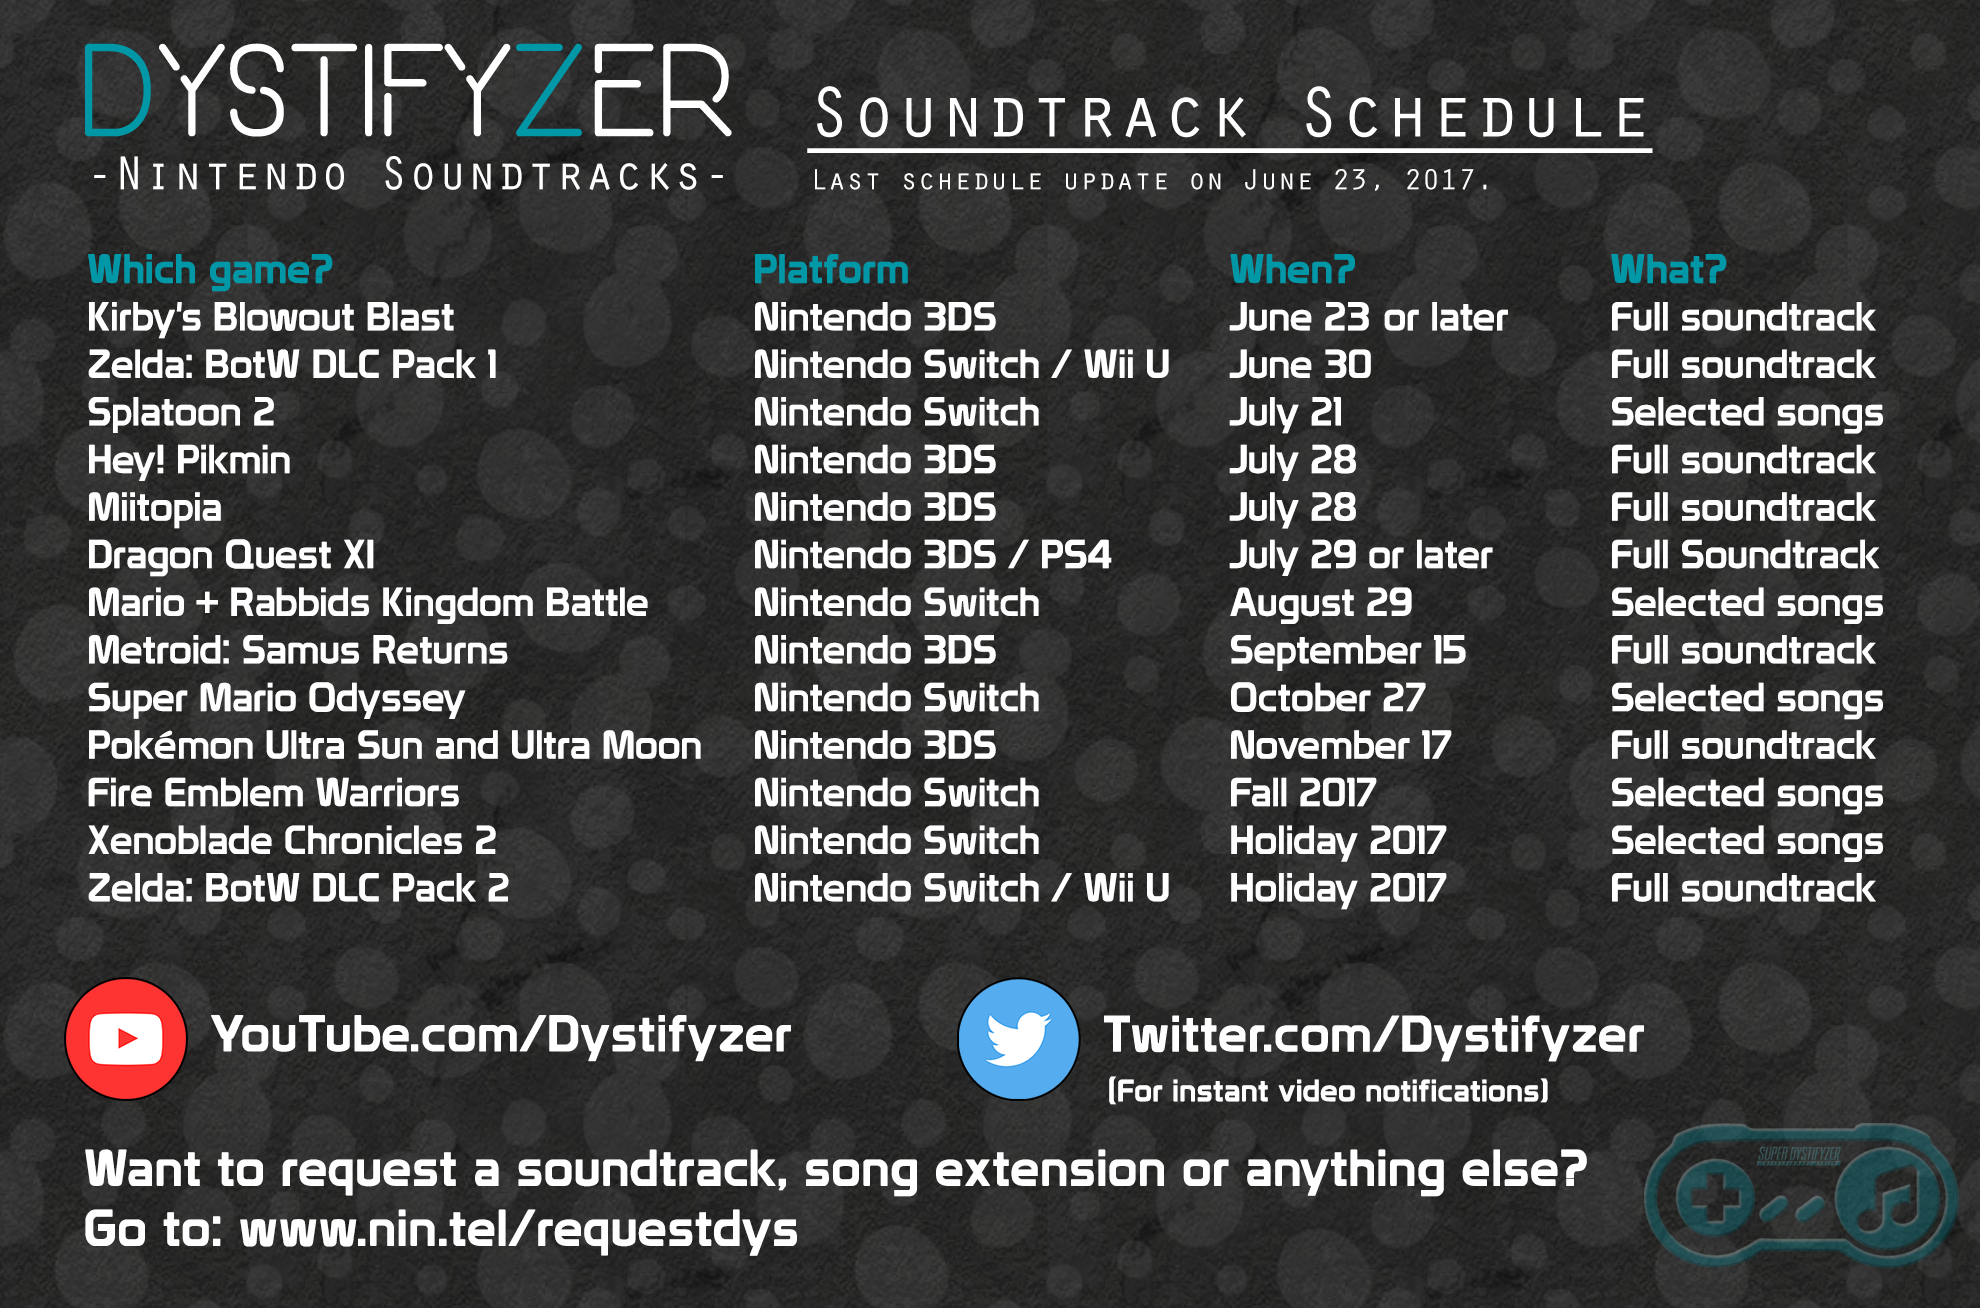 DYSTIFYZER
-Nintendo Soundtracks-
Soundtrack Schedule
Last schedule update on June 23, 2017.
Which game? Platform When? What?
Kirby's Blowout Blast Nintendo 3DS June 23 or later Full soundtrack
Zelda: BotW DLC Pack 1 Nintendo Switch / Wii U June 30 Full soundtrack
Splatoon 2 Nintendo Switch July 21 Selected songs
Hey! Pikmin Nintendo 3DS July 28 Full soundtrack
Miitopia Nintendo 3DS July 28 Full soundtrack
Dragon Quest XI Nintendo 3DS / PS4 July 29 or later Full Soundtrack
Mario + Rabbids Kingdom Battle Nintendo Switch August 29 Selected songs
Metroid: Samus Returns Nintendo 3DS September 15 Full soundtrack
Super Mario Odyssey Nintendo Switch October 27 Selected songs
Pokémon Ultra Sun and Ultra Moon Nintendo 3DS November 17 Full soundtrack
Fire Emblem Warriors Nintendo Switch Fall 2017 Selected songs
Xenoblade Chronicles 2 Nintendo Switch Holiday 2017 Selected songs
Zelda: BotW DLC Pack 2 Nintendo Switch / Wii U Holiday 2017 Full soundtrack
YouTube.com/Dystifyzer
Twitter.com/Dystifyzer
(For instant video notifications)
Want to request a soundtrack, song extension or anything else?
Go to: www.nin.tel/requestdys
SUPER DYSTIFYZER